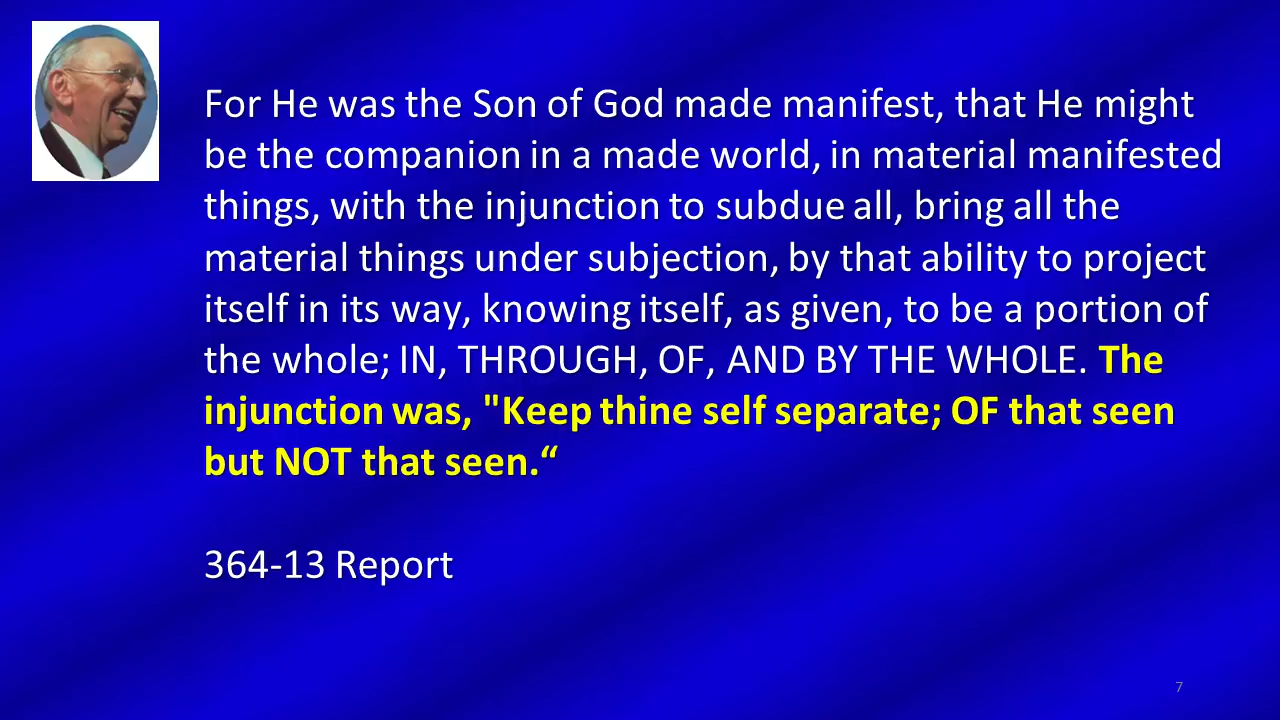 For He was the Son of God made manifest, that He might
be the companion in a made world, in material manifested
things, with the injunction to subdue all, bring all the
material things under subjection, by that ability to project
itself in its way, knowing itself, as given, to be a portion of
the whole; IN, THROUGH, OF, AND BY THE WHOLE. The
injunction was, "Keep thine self separate; OF that seen
but NOT that seen.“
364-13 Report
7